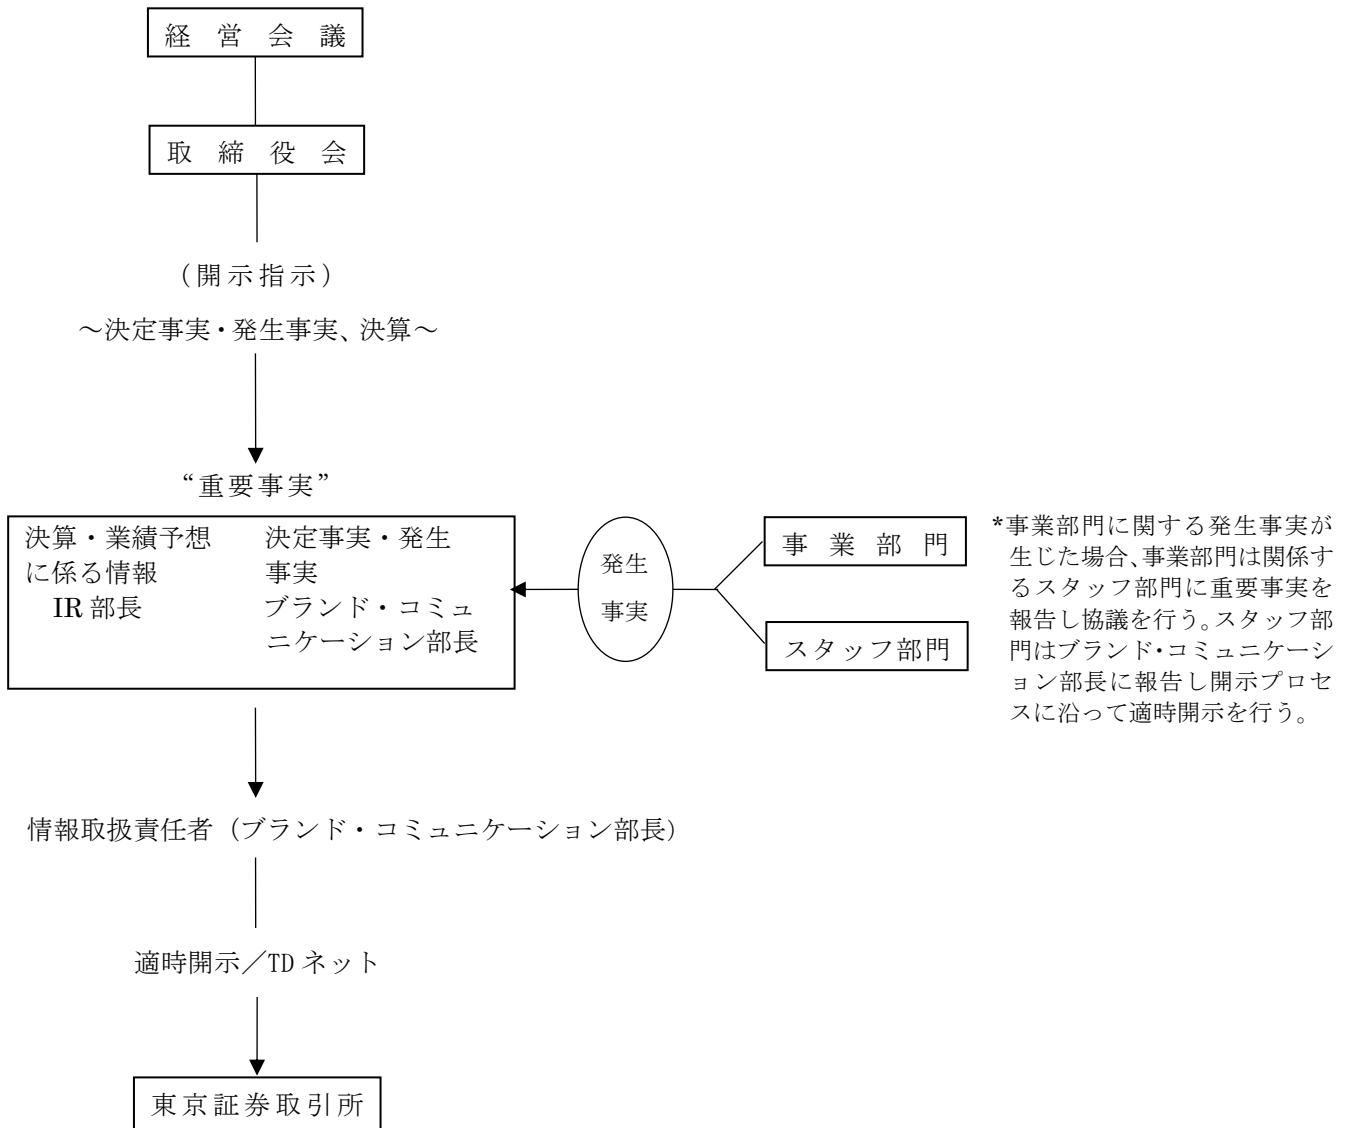 経営会議
取締役会
（開示指示）
～決定事実・発生事実、決算～
“重要事実”
決算・業績予想
に係る情報
IR 部長
決定事実・発生
事実
ブランド・コミュ
ニケーション部長
発生
事実
事業部門
スタッフ部門
*事業部門に関する発生事実が
生じた場合、事業部門は関係す
るスタッフ部門に重要事実を
報告し協議を行う。スタッフ部
門はブランド・コミュニケーシ
ョン部長に報告し開示プロセ
スに沿って適時開示を行う。
情報取扱責任者（ブランド・コミュニケーション部長）
適時開示／TD ネット
東京証券取引所